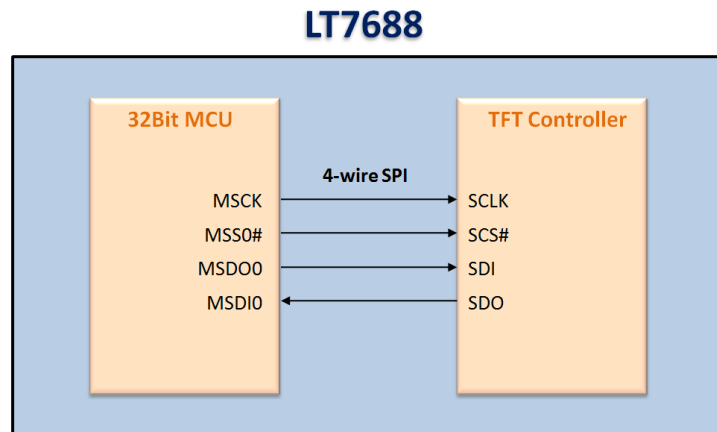 LT7688
32Bit MCU
TFT Controller
4-wire SPI
MSCK
SCLK
MSS0#
SCS#
MSDO0
SDI
MSDI0
SDO